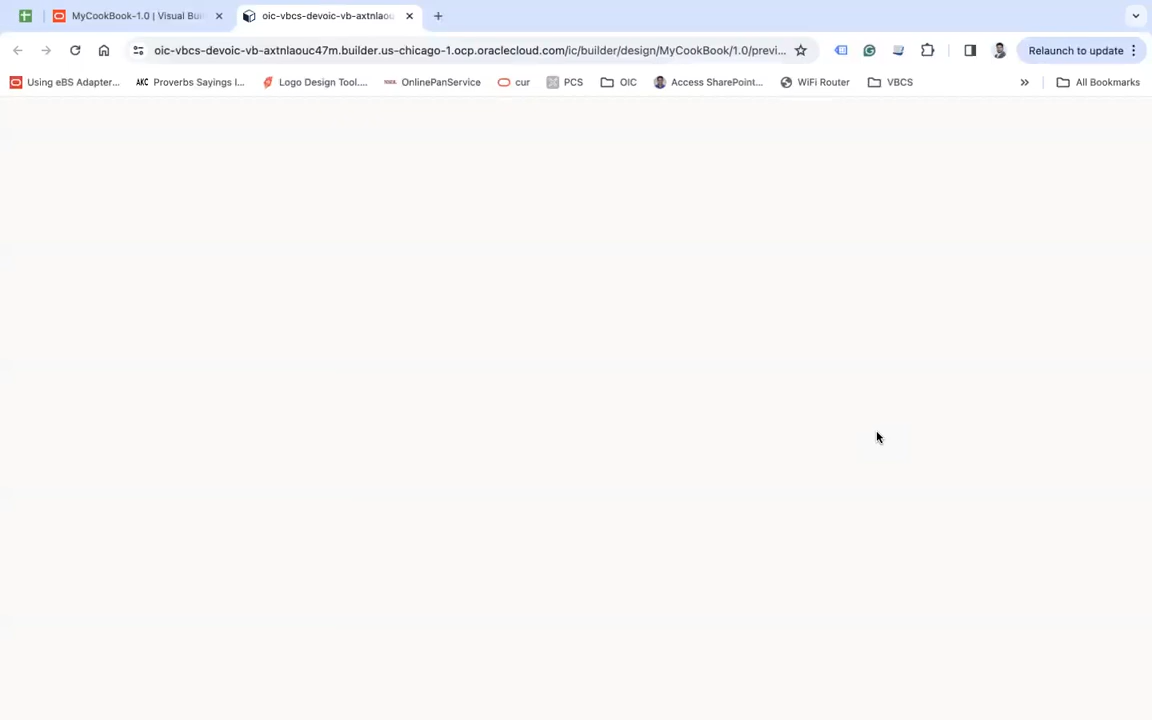 MyCookBook-1.0 | Visual Bui
oic-vbcs-devoic-vb-axtnlaou
oic-vbcs-devoic-vb-axtnlaouc47m.builder.us-chicago-1.ocp.oraclecloud.com/ic/builder/design/MyCookBook/1.0/previ...
Relaunch to update
Using eBS Adapter...
AKC
Proverbs Sayings I...
Logo Design Tool....
OnlinePanService
cur
PCS
OIC
Access SharePoint...
WiFi Router
VBCS
All Bookmarks